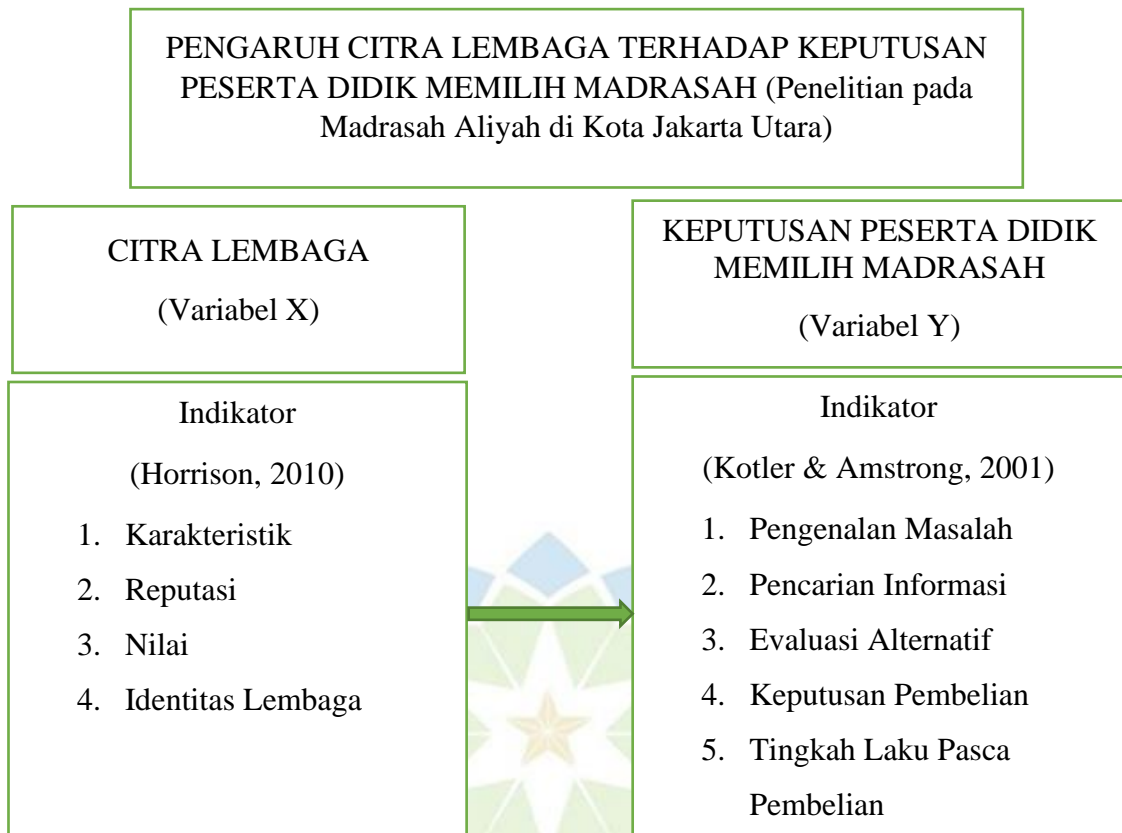 PENGARUH CITRA LEMBAGA TERHADAP KEPUTUSAN
PESERTA DIDIK MEMILIH MADRASAH (Penelitian pada
Madrasah Aliyah di Kota Jakarta Utara)
CITRA LEMBAGA
(Variabel X)
Indikator
(Horrison, 2010)
1. Karakteristik
2. Reputasi
3. Nilai
4. Identitas Lembaga
KEPUTUSAN PESERTA DIDIK
MEMILIH MADRASAH
(Variabel Y)
Indikator
(Kotler & Amstrong, 2001)
1. Pengenalan Masalah
2. Pencarian Informasi
3. Evaluasi Alternatif
4. Keputusan Pembelian
5. Tingkah Laku Pasca
Pembelian